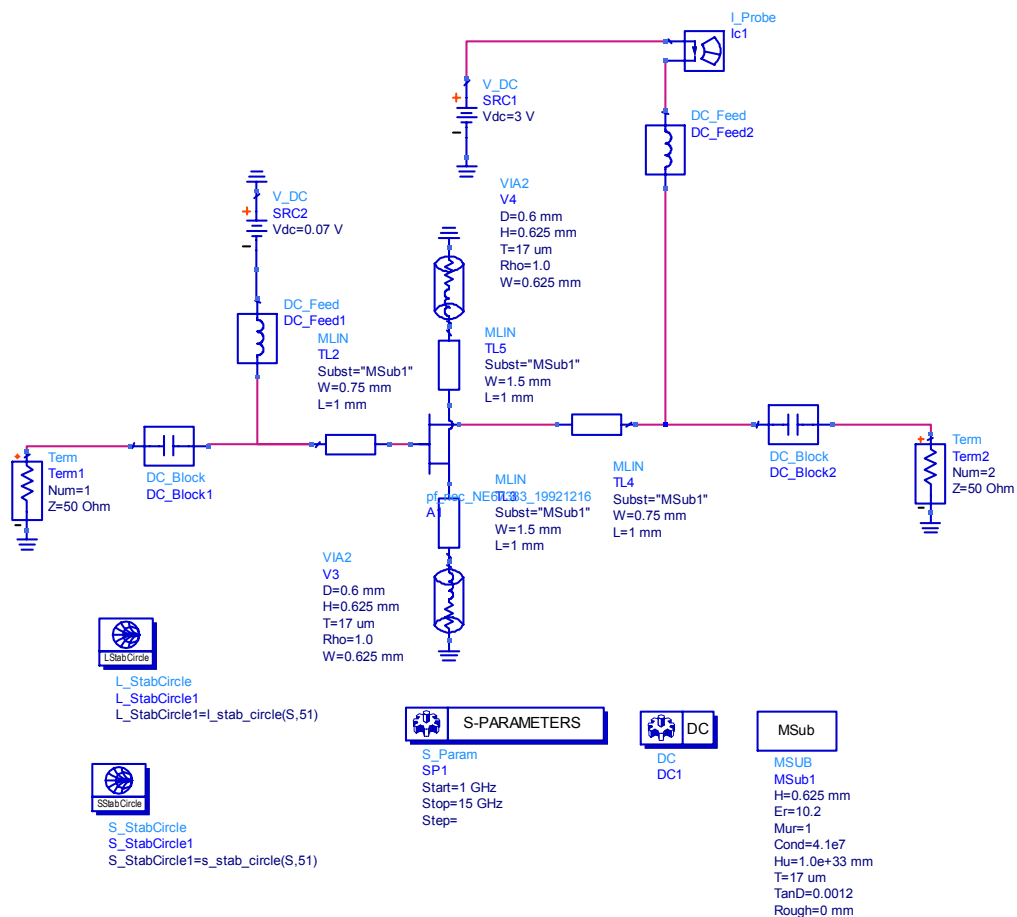 I_Probe
Ic1
V_DC
SRC1
Vdc=3 V
DC_Feed
DC_Feed2
VIA2
V4
D=0.6 mm
H=0.625 mm
T=17 um
Rho=1.0
W=0.625 mm
V_DC
SRC2
Vdc=0.07 V
DC_Feed
DC_Feed1
MLIN
TL2
Subst="MSub1"
W=0.75 mm
L=1 mm
MLIN
TL5
Subst="MSub1"
W=1.5 mm
L=1 mm
Term
Term1
Num=1
Z=50 Ohm
DC_Block
DC_Block1
A1
MLIN
TL3
Subst="MSub1"
W=1.5 mm
L=1 mm
MLIN
TL4
Subst="MSub1"
W=0.75 mm
L=1 mm
DC_Block
DC_Block2
Term
Term2
Num=2
Z=50 Ohm
VIA2
V3
D=0.6 mm
H=0.625 mm
T=17 um
Rho=1.0
W=0.625 mm
LStabCircle
L_StabCircle
L_StabCircle1
L_StabCircle1=l_stab_circle(S,51)
SStabCircle
S_StabCircle
S_StabCircle1
S_StabCircle1=s_stab_circle(S,51)
S-PARAMETERS
S_Param
SP1
Start=1 GHz
Stop=15 GHz
Step=
DC
DC
DC1
MSub
MSUB
MSub1
H=0.625 mm
Er=10.2
Mur=1
Cond=4.1e7
Hu=1.0e+33 mm
T=17 um
TanD=0.0012
Rough=0 mm